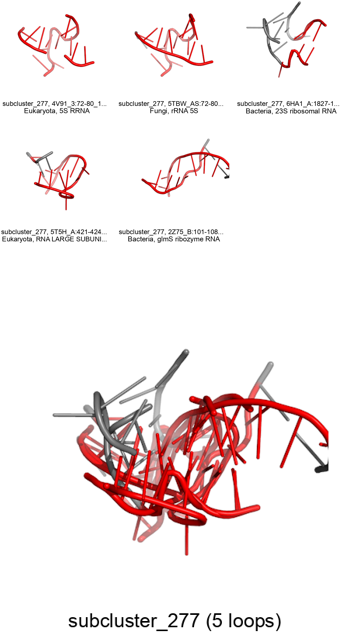 subcluster_277, 4V91_3:72-80_1...
Eukaryota, 5S RRNA
subcluster_277, 5TBW_AS:72-80...
Fungi, rRNA 5S
subcluster_277, 6HA1_A:1827-1...
Bacteria, 23S ribosomal RNA
subcluster_277, 5T5H_A:421-424...
Eukaryota, RNA LARGE SUBUNI...
subcluster_277, 2Z75_B:101-108...
Bacteria, glmS ribozyme RNA
subcluster_277 (5 loops)